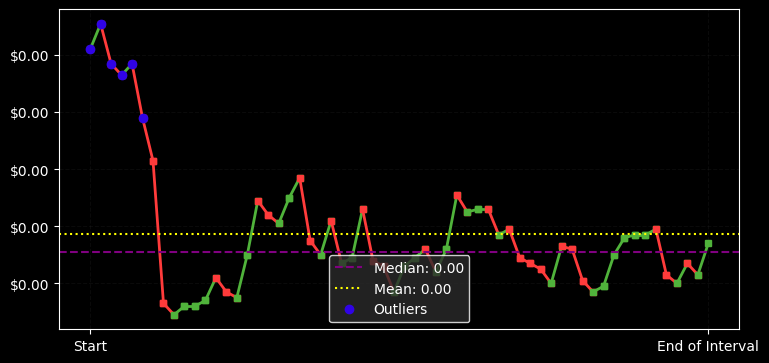 $0.00
$0.00
$0.00
$0.00
$0.00
Median: 0.00
Mean: 0.00
Outliers
Start
End of Interval